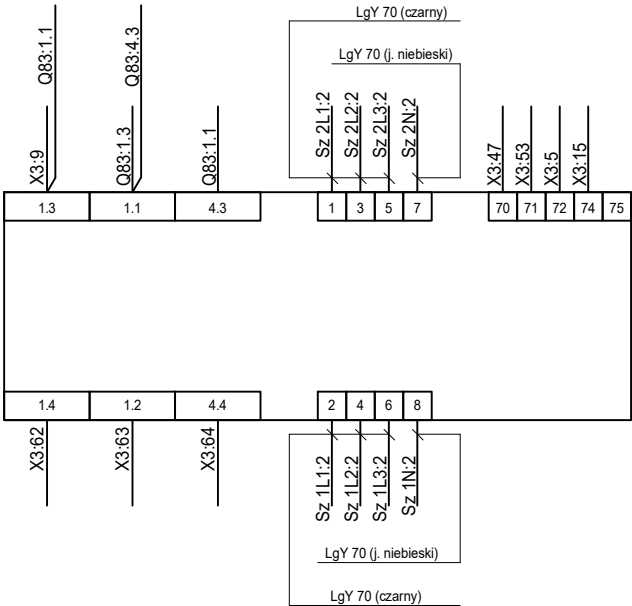 LgY 70 (czarny)
LgY 70 (j. niebieski)
Q83:1.1
Q83:4.3
X3:9
Q83:1.3
Q83:1.1
Sz 2L1:2
Sz 2L2:2
Sz 2L3:2
Sz 2N:2
X3:47
X3:53
X3:5
X3:15
1.3
1.1
4.3
1
3
5
7
70
71
72
74
75
1.4
1.2
4.4
2
4
6
8
X3:62
X3:63
X3:64
Sz 1L1:2
Sz 1L2:2
Sz 1L3:2
Sz 1N:2
LgY 70 (j. niebieski)
LgY 70 (czarny)